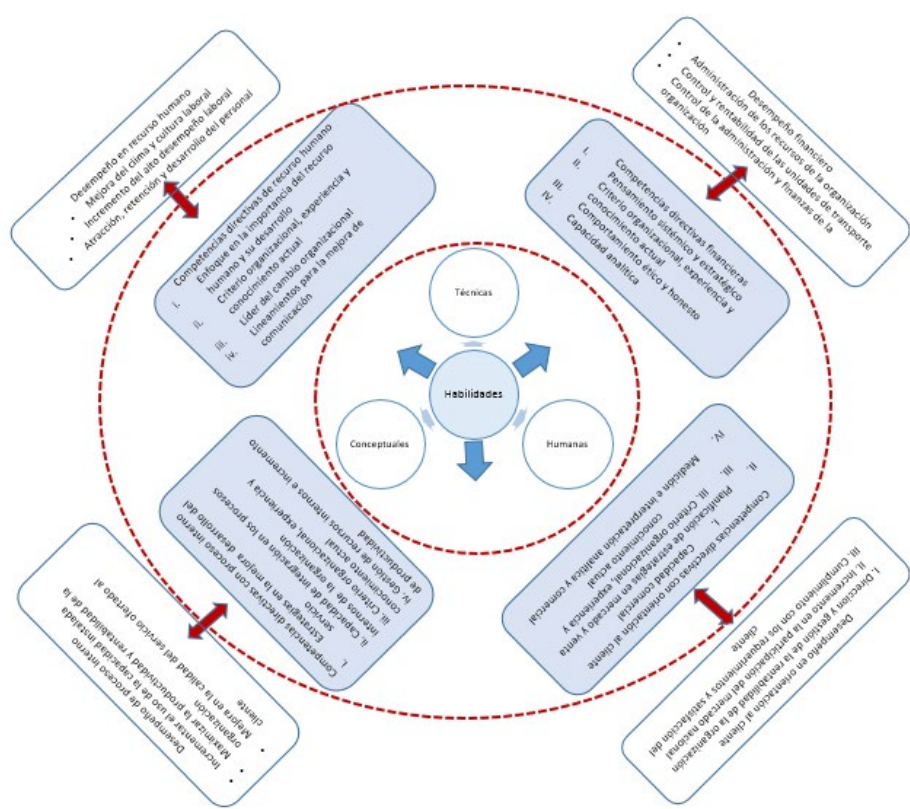 Desempeño en recurso humano
• Mejora del clima y cultura laboral
• Incremento del alto desempeño laboral
• Atracción, retención y desarrollo del personal
Competencias directivas de recurso humano
i. Enfoque en la importancia del recurso
humano y su desarrollo
ii. Criterio organizacional, experiencia y
conocimiento actual
iii. Líder del cambio organizacional
iv. Lineamientos para la mejora de
comunicación
Desempeño financiero
• Administración de los recursos de la organización
• Control y rentabilidad de las unidades de transporte
• Control de la administración y finanzas de la
organización
Competencias directivas financieras
I. Pensamiento sistémico y estratégico
II. Criterio organizacional, experiencia y
conocimiento actual
III. Comportamiento ético y honesto
IV. Capacidad analítica
Técnicas
Habilidades
Conceptuales
Humanas
Competencias directivas con proceso interno
i. Estrategias en la mejora desarrollo del
servicio
ii. Capacidad de integración en los procesos
internos de la organización
iii. Criterio organizacional, experiencia y
conocimiento actual
iv. Gestión de recursos internos e incremento
de productividad
Desempeño de proceso interno
• Incrementar el uso de la capacidad instalada
• Maximizar la productividad y rentabilidad de la
organización
• Mejora en la calidad del servicio ofertado al
cliente
Competencias directivas con orientación al cliente
I. Capacidad comercial
II. Planificación de estrategias en mercado y venta
III. III. Criterio organizacional, experiencia y
conocimiento actual
IV. Medición e interpretación analítica y comercial
Desempeño en orientación al cliente
I. Dirección y gestión de la rentabilidad de la organización
II. Incremento en la participación del mercado nacional
III. Cumplimiento con los requerimientos y satisfacción del
cliente